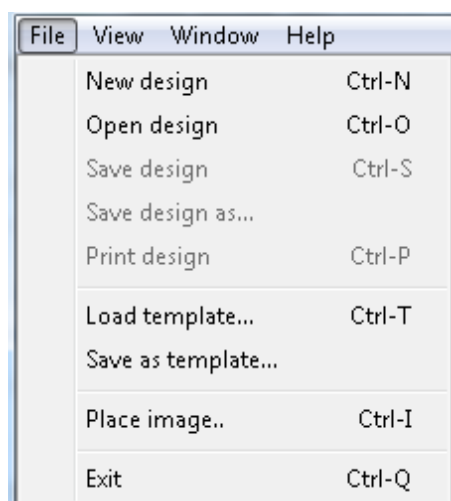 File View Window Help
New design Ctrl-N
Open design Ctrl-O
Save design Ctrl-S
Save design as...
Print design Ctrl-P
Load template... Ctrl-T
Save as template...
Place image.. Ctrl-I
Exit Ctrl-Q